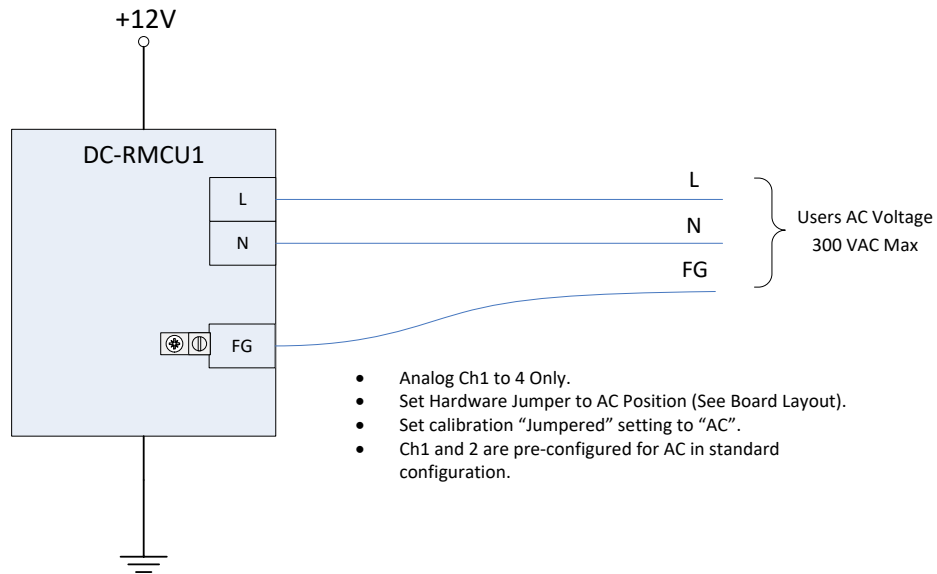 +12V
DC-RMCU1
L
L
N
N
FG
FG
Users AC Voltage
300 VAC Max
• Analog Ch1 to 4 Only.
• Set Hardware Jumper to AC Position (See Board Layout).
• Set calibration “Jumpered” setting to “AC”.
• Ch1 and 2 are pre-configured for AC in standard
configuration.